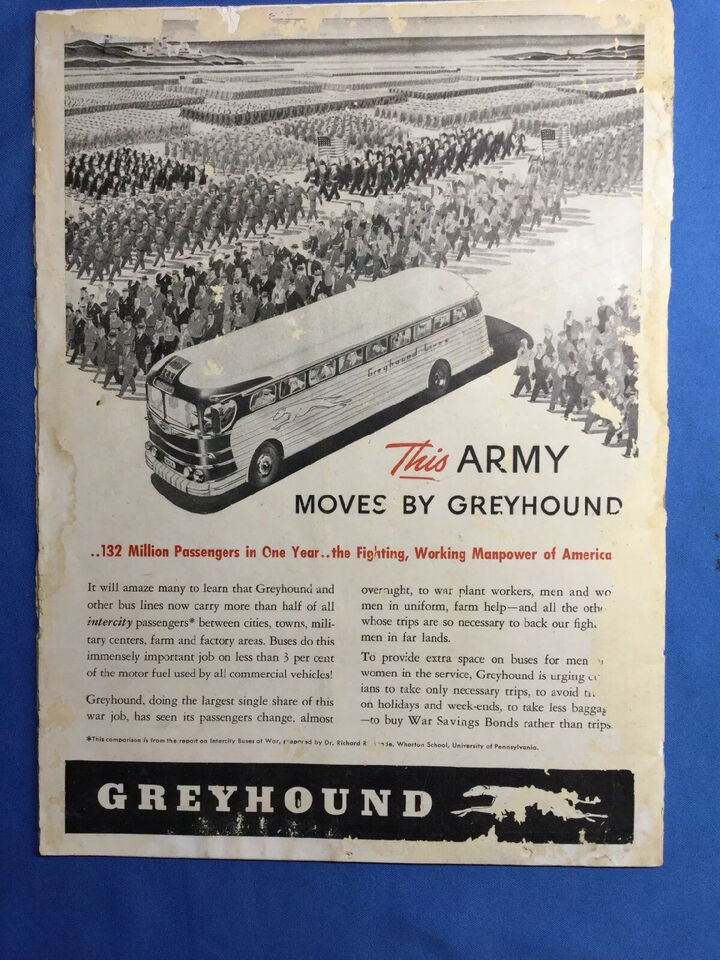 Greyhound Lines
This ARMY
MOVES BY GREYHOUND
..132 Million Passengers in One Year..the Fighting, Working Manpower of America
It will amaze many to learn that Greyhound and
other bus lines now carry more than half of all
intercity passengers* between cities, towns, mili-
tary centers, farm and factory areas. Buses do this
immensely important job on less than 3 per cent
of the motor fuel used by all commercial vehicles!
Greyhound, doing the largest single share of this
war job, has seen its passengers change, almost
overnight, to war plant workers, men and wo
men in uniform, farm help—and all the oth
whose trips are so necessary to back our figh
men in far lands.
To provide extra space on buses for men
women in the service, Greyhound is urging ci
ians to take only necessary trips, to avoid
on holidays and week-ends, to take less baggag
—to buy War Savings Bonds rather than trips.
*This comparison is from the report on Intercity Buses at War, prepared by Dr. Richard R Wharton School, University of Pennsylvania.
GREYHOUND